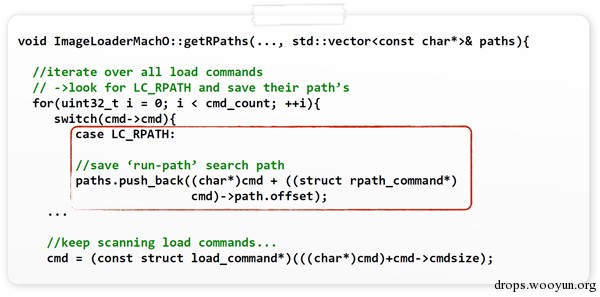 void ImageLoaderMachO::getRPaths(..., std::vector<const char*>& paths){
//iterate over all load commands
// ->look for LC_RPATH and save their path’s
for(uint32_t i = 0; i < cmd_count; ++i){
switch(cmd->cmd){
case LC_RPATH:
//save ‘run-path’ search path
paths.push_back((char*)cmd + ((struct rpath_command*)
cmd)->path.offset);
...
//keep scanning load commands...
cmd = (const struct load_command*)(((char*)cmd)+cmd->cmdsize);
drops.wooyun.org